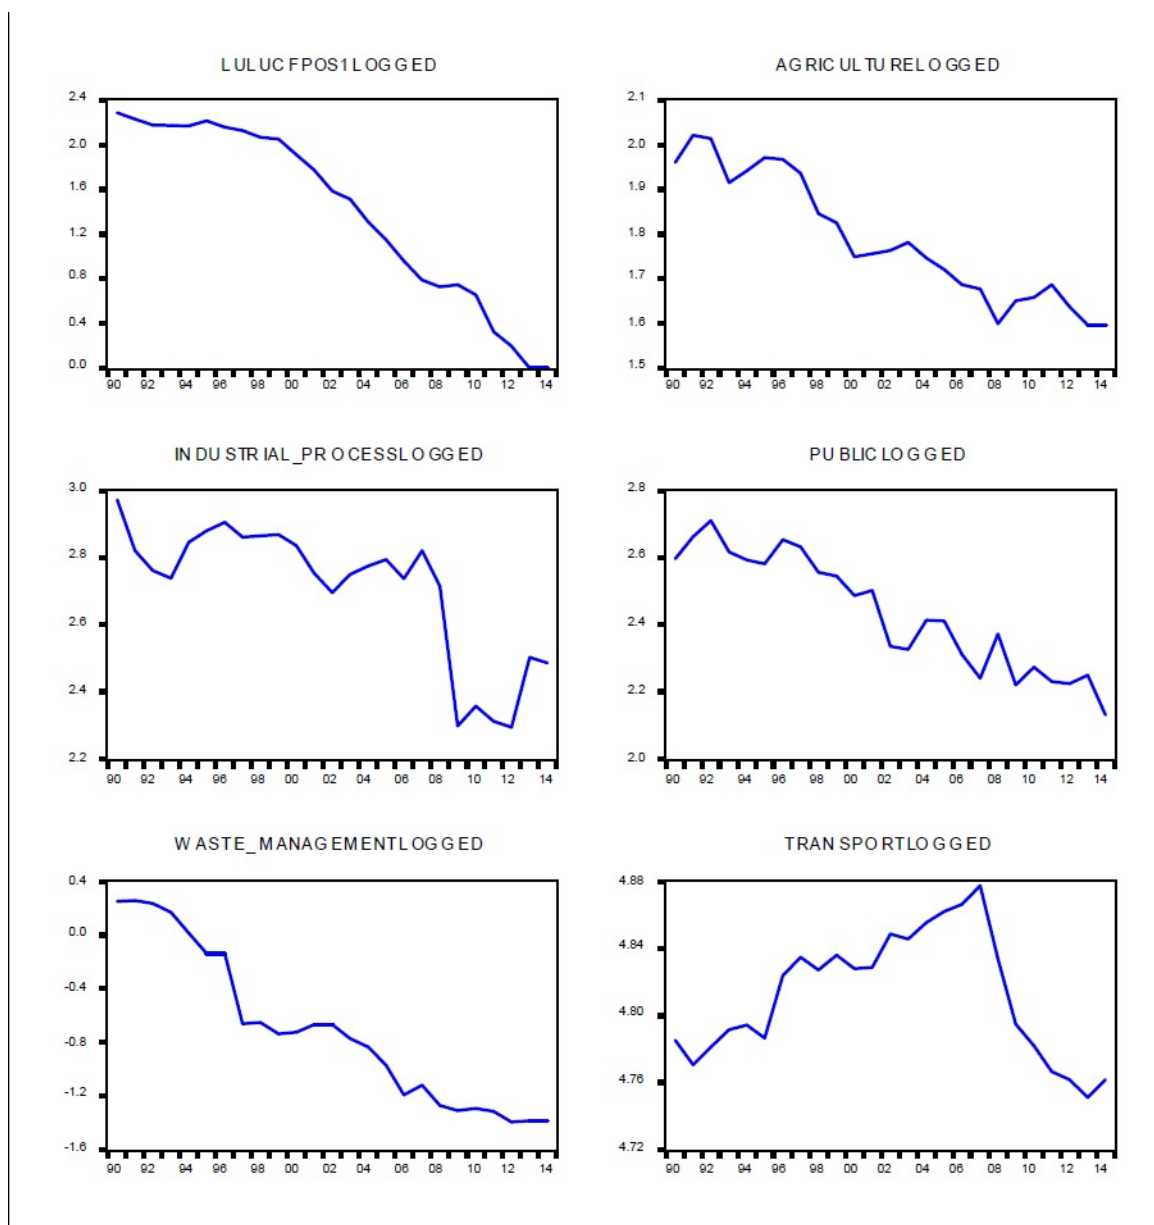 LULUCFPOS1LOGGED
2.4
2.0
1.6
1.2
0.8
0.4
0.0
90 92 94 96 98 00 02 04 06 08 10 12 14
AGRICULTURELOGGED
2.1
2.0
1.9
1.8
1.7
1.6
1.5
90 92 94 96 98 00 02 04 06 08 10 12 14
INDUSTRIAL_PROCESSLOGGED
3.0
2.8
2.6
2.4
2.2
90 92 94 96 98 00 02 04 06 08 10 12 14
PUBLICLOGGED
2.8
2.6
2.4
2.2
2.0
90 92 94 96 98 00 02 04 06 08 10 12 14
WASTE_MANAGEMENTLOGGED
0.4
0.0
-0.4
-0.8
-1.2
-1.6
90 92 94 96 98 00 02 04 06 08 10 12 14
TRANSPORTLOGGED
4.88
4.84
4.80
4.76
4.72
90 92 94 96 98 00 02 04 06 08 10 12 14